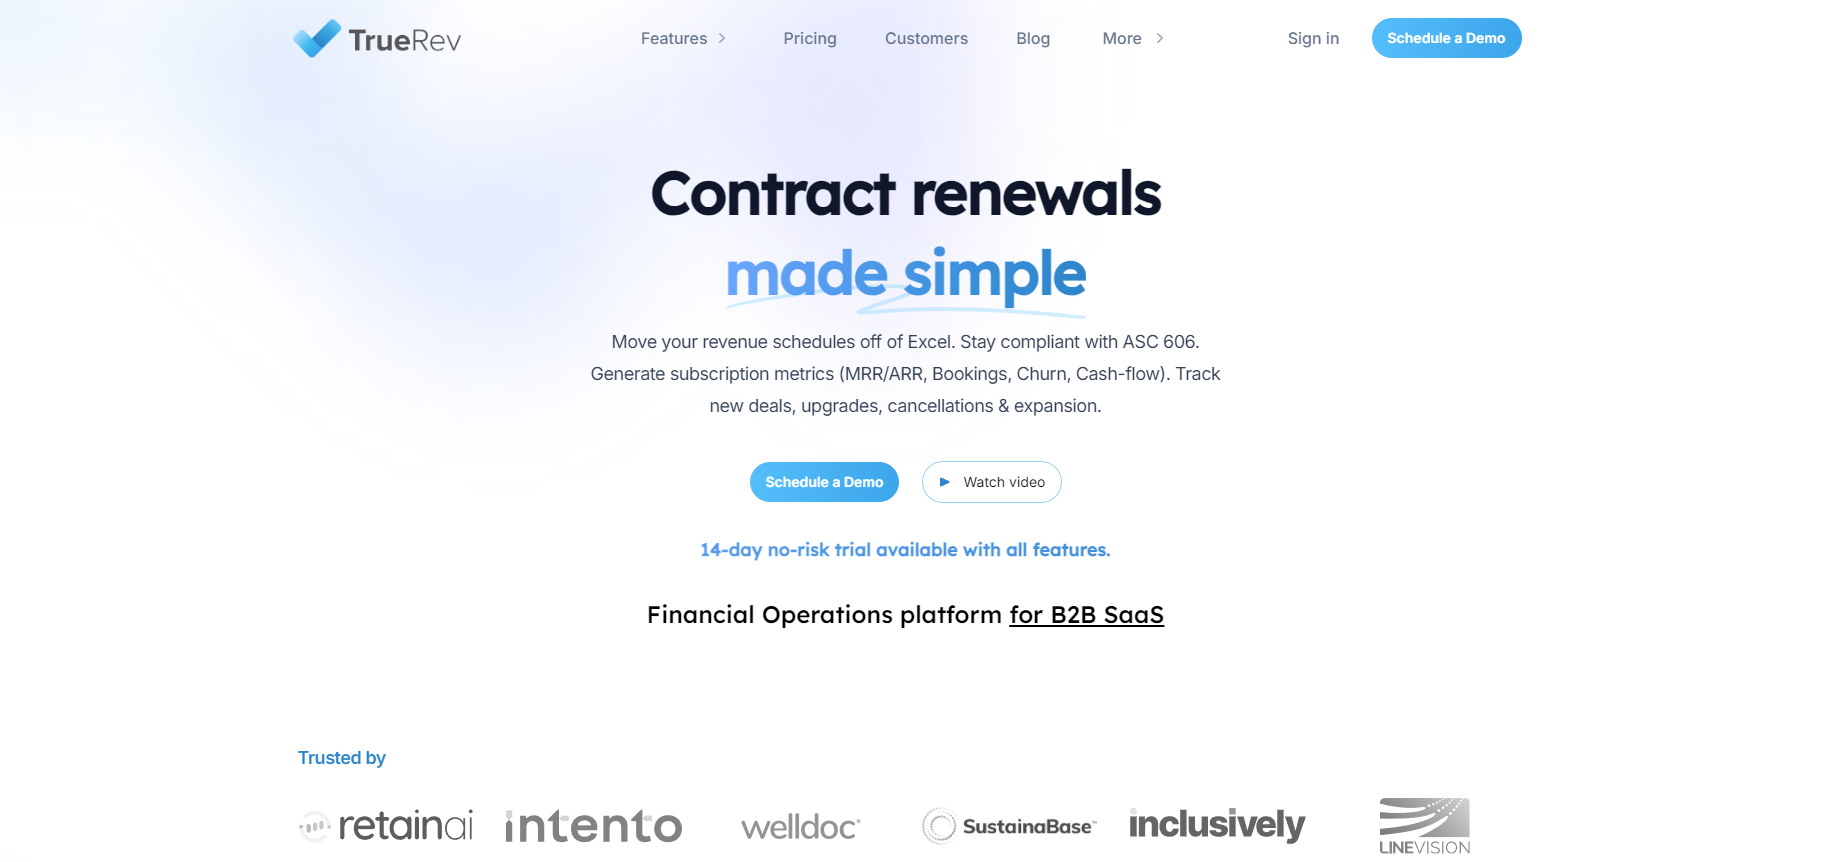 TrueRev
Features
Pricing
Customers
Blog
More
Sign in
Schedule a Demo
Contract renewals
made simple
Move your revenue schedules off of Excel. Stay compliant with ASC 606.
Generate subscription metrics (MRR/ARR, Bookings, Churn, Cash-flow). Track
new deals, upgrades, cancellations & expansion.
Schedule a Demo
Watch video
14-day no-risk trial available with all features.
Financial Operations platform for B2B SaaS
Trusted by
retainai
intento
welldoc
SustainaBase™
inclusively
LINEVISION